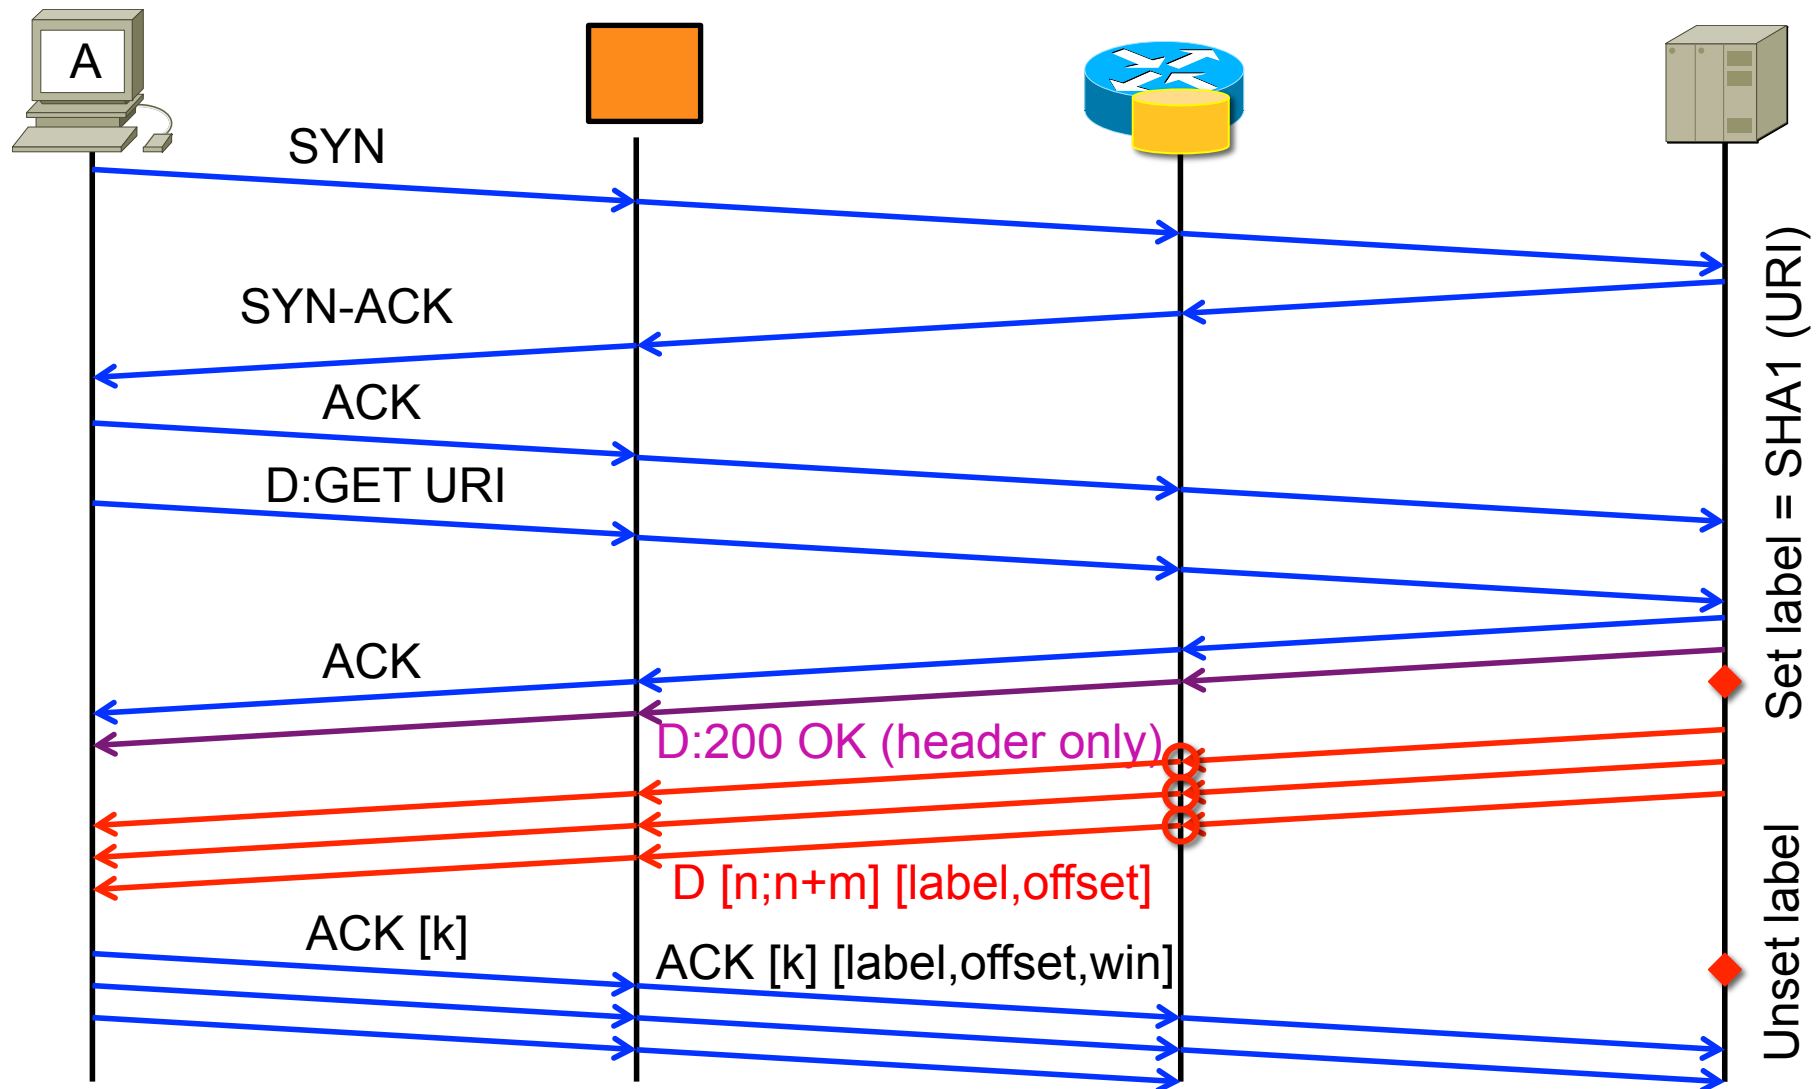 A
SYN
SYN-ACK
ACK
D:GET URI
ACK
D:200 OK (header only)
D [n;n+m] [label,offset]
ACK [k]
ACK [k] [label,offset,win]
Set label = SHA1 (URI)
Unset label